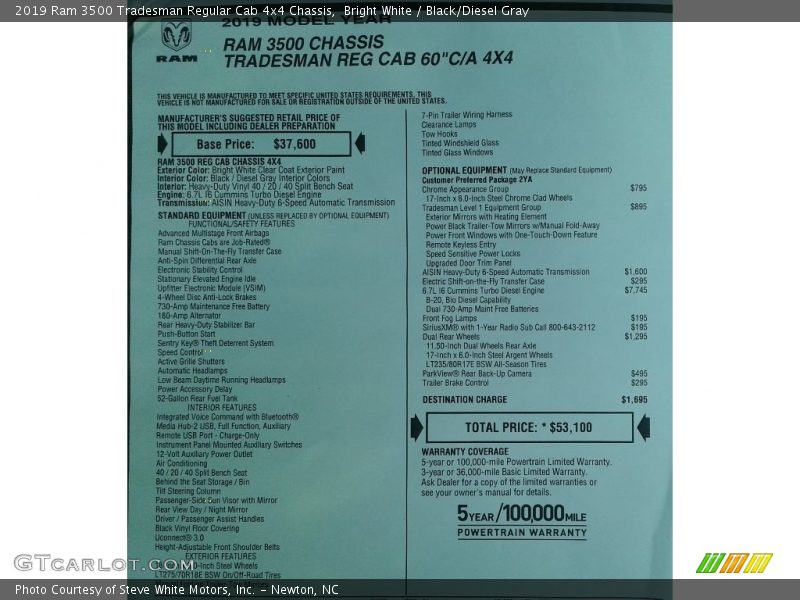 2019 Ram 3500 Tradesman Regular Cab 4x4 Chassis, Bright White / Black/Diesel Gray
2019 MODEL YEAR
RAM
RAM 3500 CHASSIS
TRADESMAN REG CAB 60"C/A 4X4
THIS VEHICLE IS MANUFACTURED TO MEET SPECIFIC UNITED STATES REQUIREMENTS. THIS
VEHICLE IS NOT MANUFACTURED FOR SALE OR REGISTRATION OUTSIDE OF THE UNITED STATES.
MANUFACTURER'S SUGGESTED RETAIL PRICE OF
THIS MODEL INCLUDING DEALER PREPARATION
Base Price: $37,600
RAM 3500 REG CAB CHASSIS 4X4
Exterior Color: Bright White Clear Coat Exterior Paint
Interior Color: Black / Diesel Gray Interior Colors
Interior: Heavy-Duty Vinyl 40 / 20 / 40 Split Bench Seat
Engine: 6.7L I6 Cummins Turbo Diesel Engine
Transmission: AISIN Heavy-Duty 6-Speed Automatic Transmission
STANDARD EQUIPMENT (UNLESS REPLACED BY OPTIONAL EQUIPMENT)
FUNCTIONAL/SAFETY FEATURES
Advanced Multistage Front Airbags
Ram Chassis Cabs are Job-Rated®
Manual Shift-On-The-Fly Transfer Case
Anti-Spin Differential Rear Axle
Electronic Stability Control
Stationary Elevated Engine Idle
Upfitter Electronic Module (VSIM)
4-Wheel Disc Anti-Lock Brakes
730-Amp Maintenance Free Battery
180-Amp Alternator
Rear Heavy-Duty Stabilizer Bar
Push-Button Start
Sentry Key® Theft Deterrent System
Speed Control
Active Grille Shutters
Automatic Headlamps
Low Beam Daytime Running Headlamps
Power Accessory Delay
52-Gallon Rear Fuel Tank
INTERIOR FEATURES
Integrated Voice Command with Bluetooth®
Media Hub-2 USB, Full Function, Auxiliary
Remote USB Port - Charge-Only
Instrument Panel Mounted Auxiliary Switches
12-Volt Auxiliary Power Outlet
Air Conditioning
40 / 20 / 40 Split Bench Seat
Behind the Seat Storage / Bin
Tilt Steering Column
Passenger-Side Sun Visor with Mirror
Rear View Day / Night Mirror
Driver / Passenger Assist Handles
Black Vinyl Floor Covering
Uconnect® 3.0
Height-Adjustable Front Shoulder Belts
EXTERIOR FEATURES
-Inch Steel Wheels
LT275/70R18E BSW On/Off-Road Tires
7-Pin Trailer Wiring Harness
Clearance Lamps
Tow Hooks
Tinted Windshield Glass
Tinted Glass Windows
OPTIONAL EQUIPMENT (May Replace Standard Equipment)
Customer Preferred Package 2YA
Chrome Appearance Group $795
17-Inch x 6.0-Inch Steel Chrome Clad Wheels
Tradesman Level 1 Equipment Group $895
Exterior Mirrors with Heating Element
Power Black Trailer-Tow Mirrors w/Manual Fold-Away
Power Front Windows with One-Touch-Down Feature
Remote Keyless Entry
Speed Sensitive Power Locks
Upgraded Door Trim Panel
AISIN Heavy-Duty 6-Speed Automatic Transmission $1,600
Electric Shift-on-the-Fly Transfer Case $295
6.7L I6 Cummins Turbo Diesel Engine $7,745
B-20, Bio Diesel Capability
Dual 730-Amp Maint Free Batteries
Front Fog Lamps $195
SiriusXM® with 1-Year Radio Sub Call 800-643-2112 $195
Dual Rear Wheels $1,295
11.50-Inch Dual Wheels Rear Axle
17-Inch x 6.0-Inch Steel Argent Wheels
LT235/80R17E BSW All-Season Tires
ParkView® Rear Back-Up Camera $495
Trailer Brake Control $295
DESTINATION CHARGE $1,695
TOTAL PRICE: * $53,100
WARRANTY COVERAGE
5-year or 100,000-mile Powertrain Limited Warranty.
3-year or 36,000-mile Basic Limited Warranty.
Ask Dealer for a copy of the limited warranties or
see your owner's manual for details.
5YEAR/100,000MILE
POWERTRAIN WARRANTY
GTCARLOT.COM
Photo Courtesy of Steve White Motors, Inc. – Newton, NC